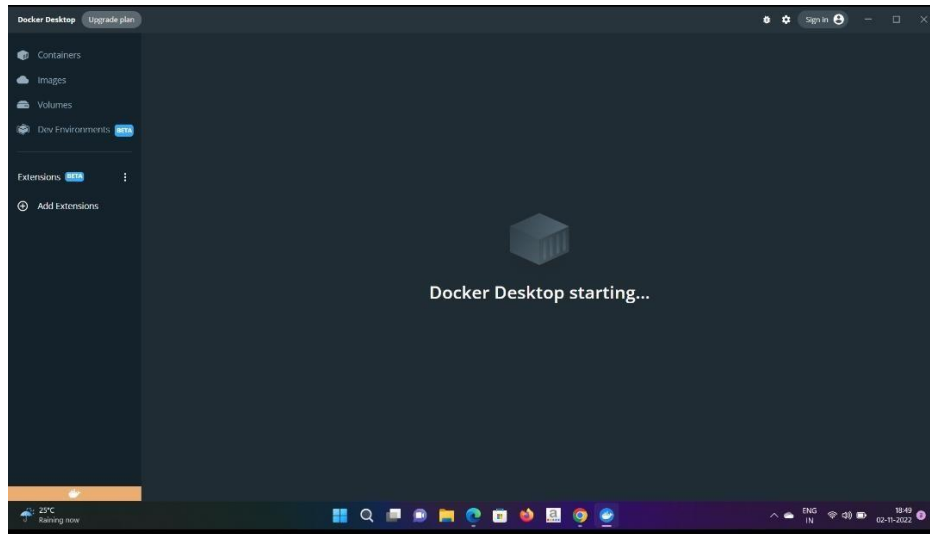 Docker Desktop
Upgrade plan
Sign in
Containers
Images
Volumes
Dev Environments BETA
Extensions BETA
Add Extensions
Docker Desktop starting...
25°C
Raining now
ENG
IN
18:49
02-11-2022